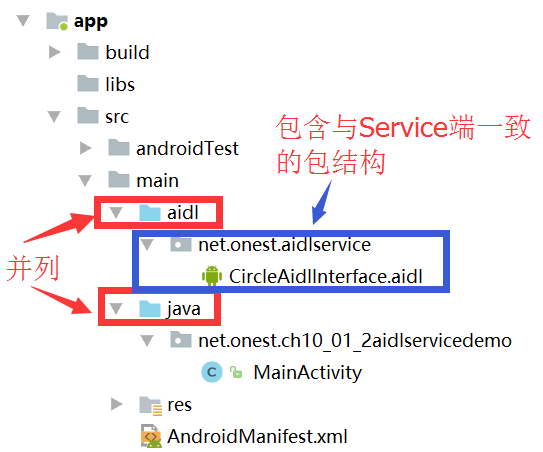 app
build
libs
src
包含与Service端一致
的包结构
androidTest
main
aidl
net.onest.aidlservice
CircleAidlInterface.aidl
并列
java
net.onest.ch10_01_2aidlservicedemo
C MainActivity
res
AndroidManifest.xml